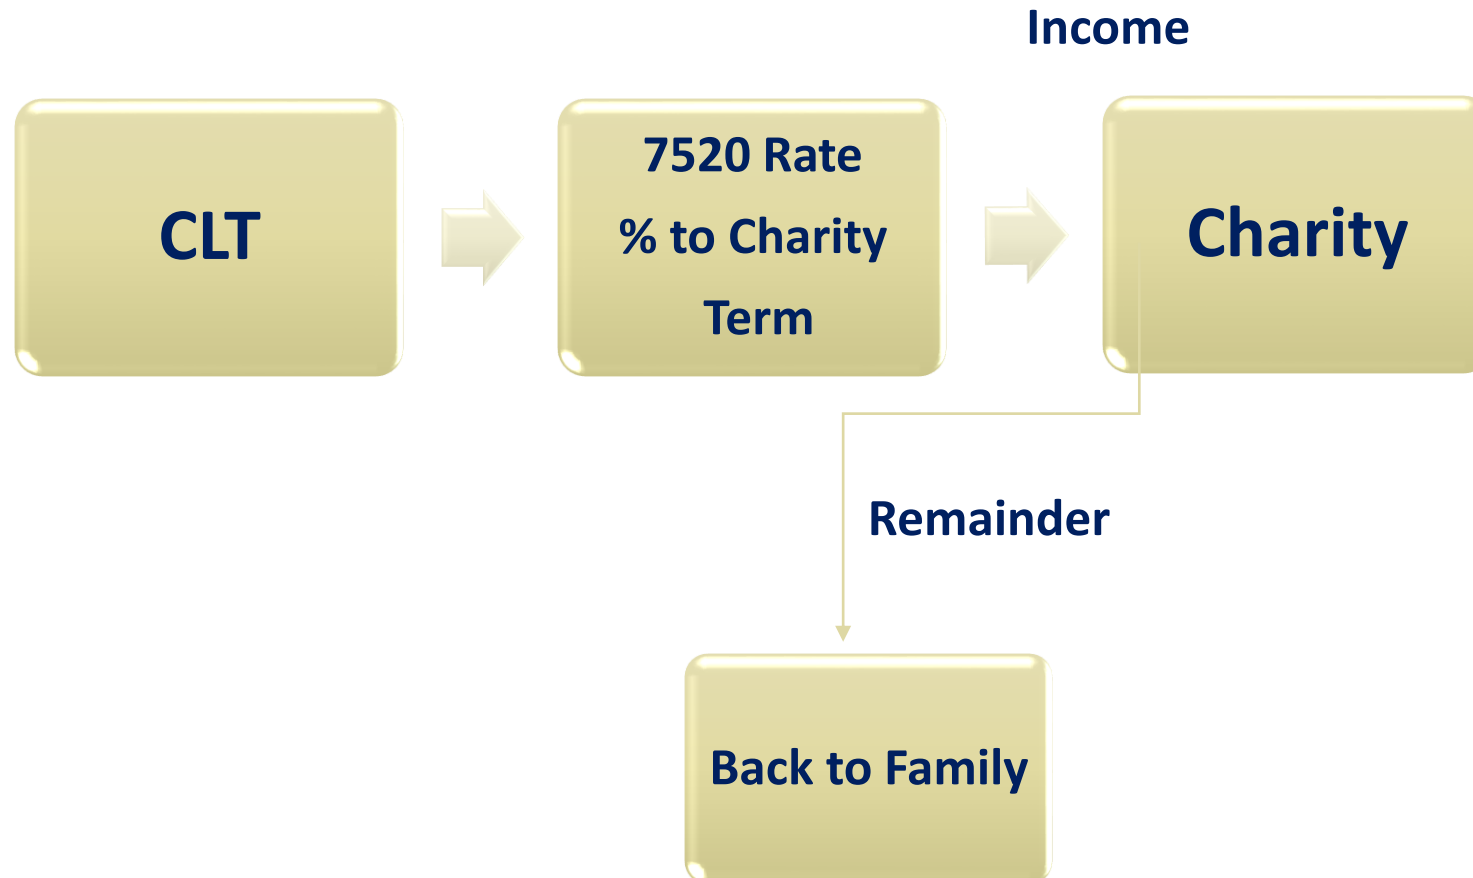 Income
CLT
7520 Rate
% to Charity
Term
Charity
Remainder
Back to Family